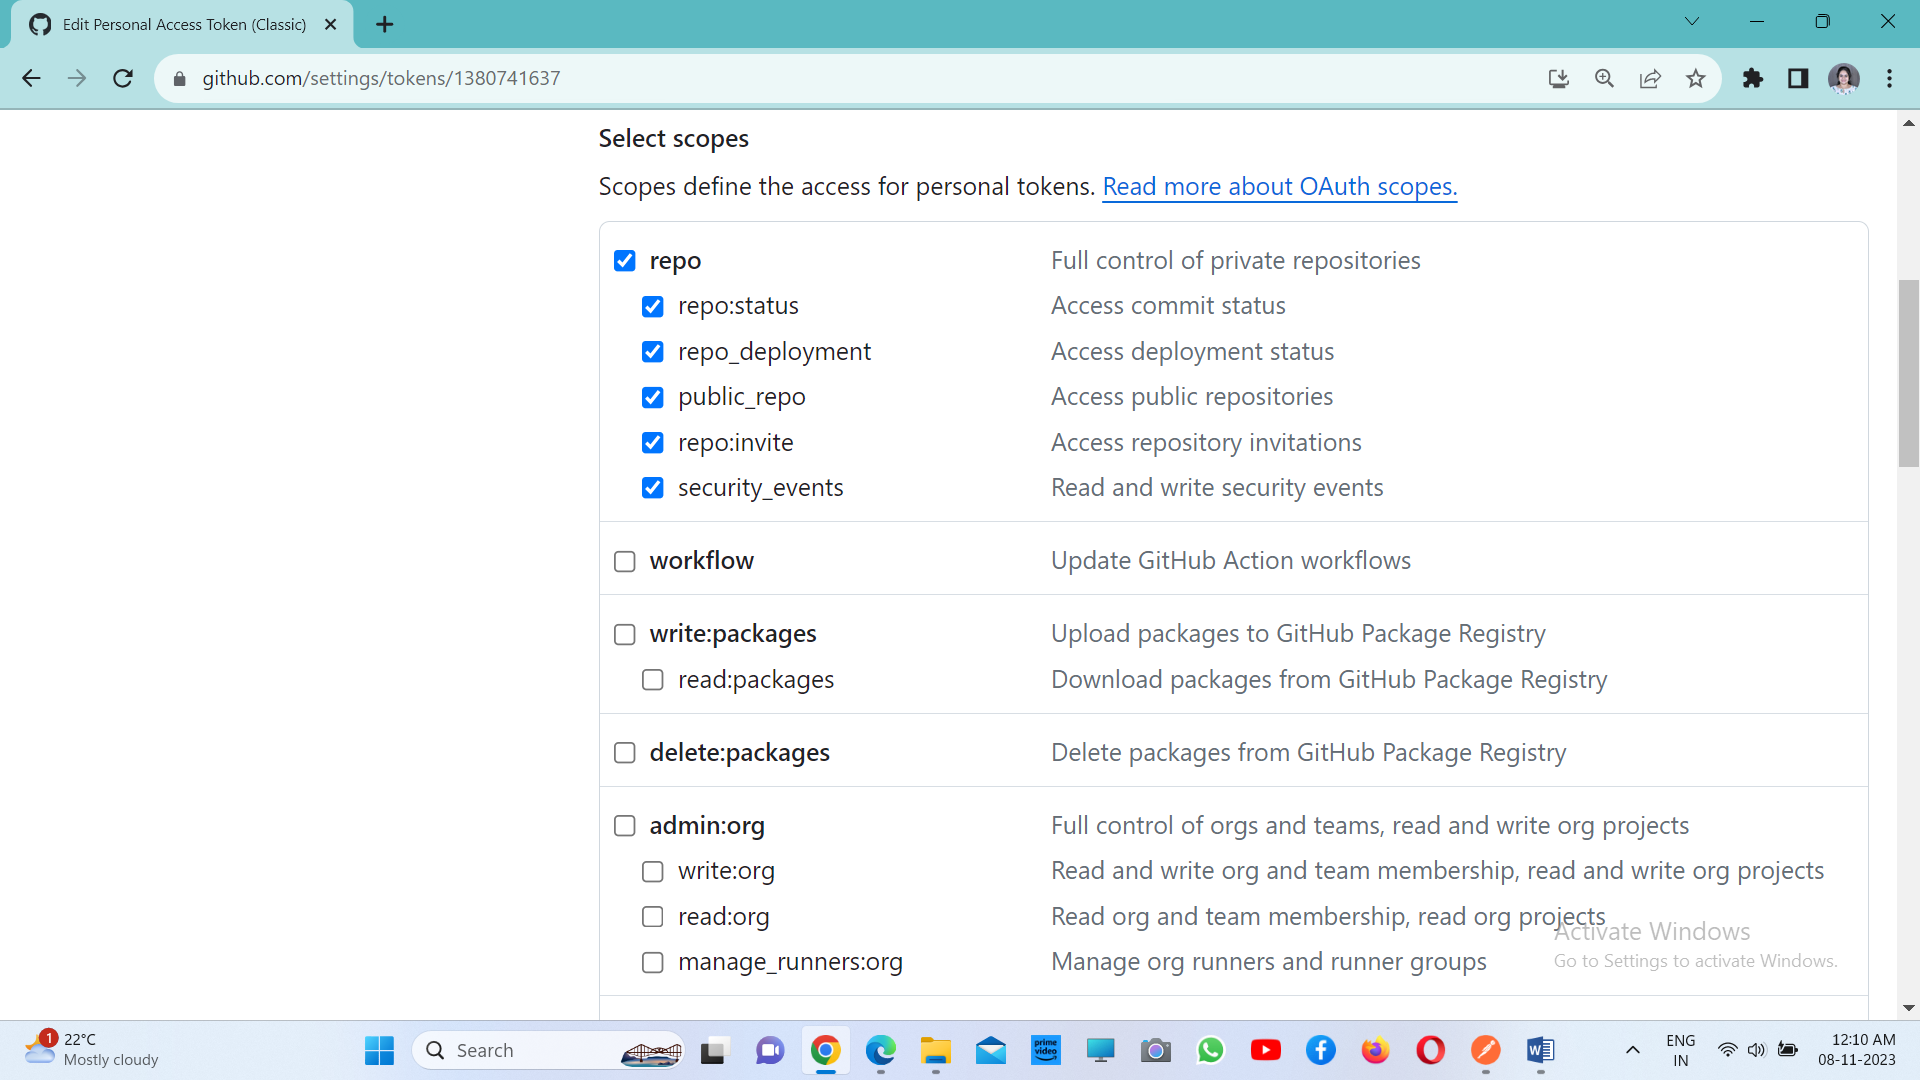 Edit Personal Access Token (Classic)
github.com/settings/tokens/1380741637
Select scopes
Scopes define the access for personal tokens. Read more about OAuth scopes.
repo Full control of private repositories
repo:status Access commit status
repo_deployment Access deployment status
public_repo Access public repositories
repo:invite Access repository invitations
security_events Read and write security events
workflow Update GitHub Action workflows
write:packages Upload packages to GitHub Package Registry
read:packages Download packages from GitHub Package Registry
delete:packages Delete packages from GitHub Package Registry
admin:org Full control of orgs and teams, read and write org projects
write:org Read and write org and team membership, read and write org projects
read:org Read org and team membership, read org projects
manage_runners:org Manage org runners and runner groups
Activate Windows
Go to Settings to activate Windows.
1
22°C
Mostly cloudy
Search
prime
video
ENG
IN
12:10 AM
08-11-2023